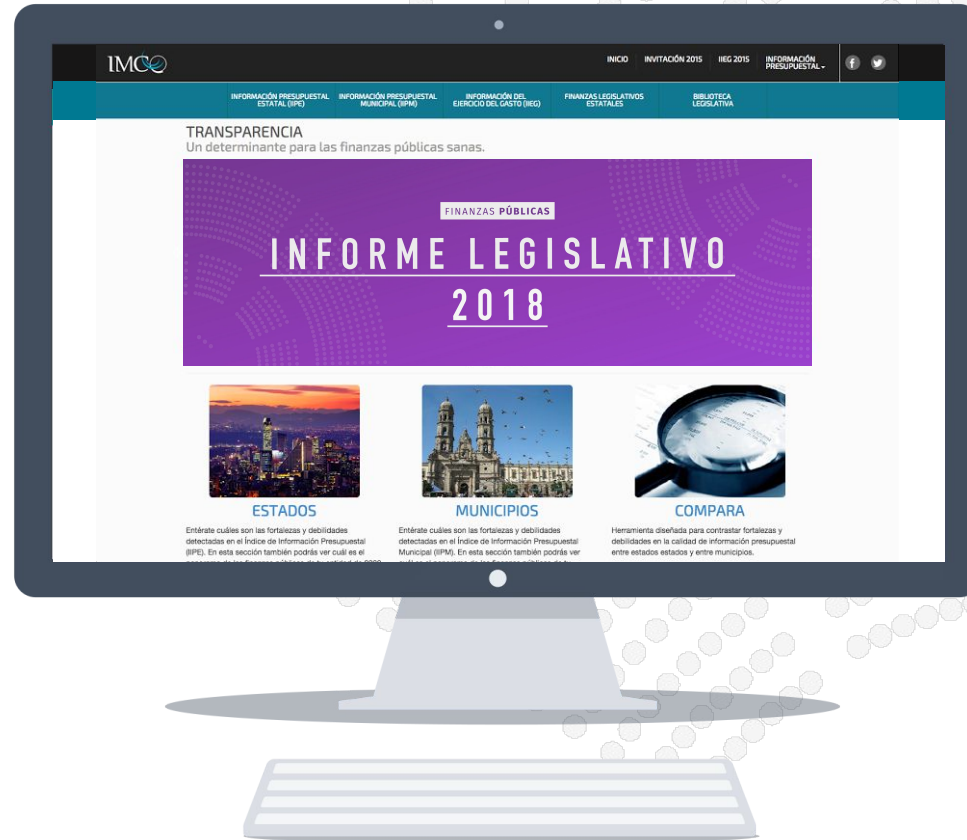 IMCO
INICIO
INVITACIÓN 2015
IIEG 2015
INFORMACIÓN
PRESUPUESTAL
INFORMACIÓN PRESUPUESTAL
ESTATAL (IIPE)
INFORMACIÓN PRESUPUESTAL
MUNICIPAL (IIPM)
INFORMACIÓN DEL
EJERCICIO DEL GASTO (IIEG)
FINANZAS LEGISLATIVOS
ESTATALES
BIBLIOTECA
LEGISLATIVA
TRANSPARENCIA
Un determinante para las finanzas públicas sanas.
FINANZAS PÚBLICAS
INFORME LEGISLATIVO
2018
ESTADOS
Entérate cuáles son las fortalezas y debilidades
detectadas en el Índice de Información Presupuestal
(IIPE). En esta sección también podrás ver cuál es el
MUNICIPIOS
Entérate cuáles son las fortalezas y debilidades
detectadas en el Índice de Información Presupuestal
Municipal (IIPM). En esta sección también podrás ver
COMPARA
Herramienta diseñada para contrastar fortalezas y
debilidades en la calidad de información presupuestal
entre estados estados y entre municipios.